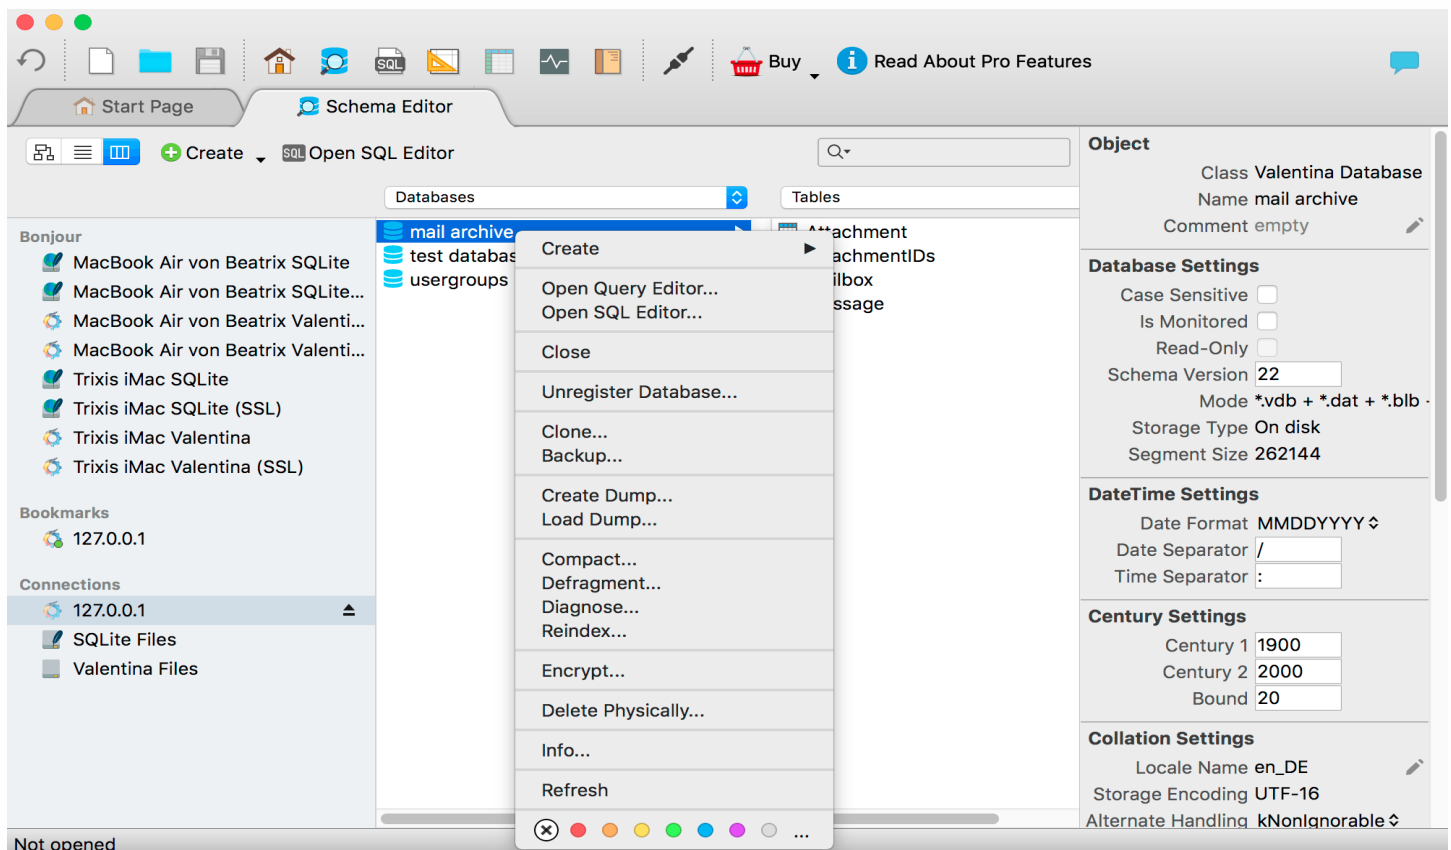 SQL
Buy
Read About Pro Features
Start Page
Schema Editor
Create
SQL Open SQL Editor
Databases
Tables
Bonjour
MacBook Air von Beatrix SQLite
MacBook Air von Beatrix SQLite...
MacBook Air von Beatrix Valenti...
MacBook Air von Beatrix Valenti...
Trixis iMac SQLite
Trixis iMac SQLite (SSL)
Trixis iMac Valentina
Trixis iMac Valentina (SSL)
Bookmarks
127.0.0.1
Connections
127.0.0.1
SQLite Files
Valentina Files
mail archive
test databas
usergroups
Create
Open Query Editor...
Open SQL Editor...
Close
Unregister Database...
Clone...
Backup...
Create Dump...
Load Dump...
Compact...
Defragment...
Diagnose...
Reindex...
Encrypt...
Delete Physically...
Info...
Refresh
...
Attachment
achmentIDs
ilbox
ssage
Object
Class Valentina Database
Name mail archive
Comment empty
Database Settings
Case Sensitive
Is Monitored
Read-Only
Schema Version 22
Mode *.vdb + *.dat + *.blb -
Storage Type On disk
Segment Size 262144
DateTime Settings
Date Format MMDDYYYY
Date Separator /
Time Separator :
Century Settings
Century 1 1900
Century 2 2000
Bound 20
Collation Settings
Locale Name en_DE
Storage Encoding UTF-16
Alternate Handling kNonIgnorable
Not opened